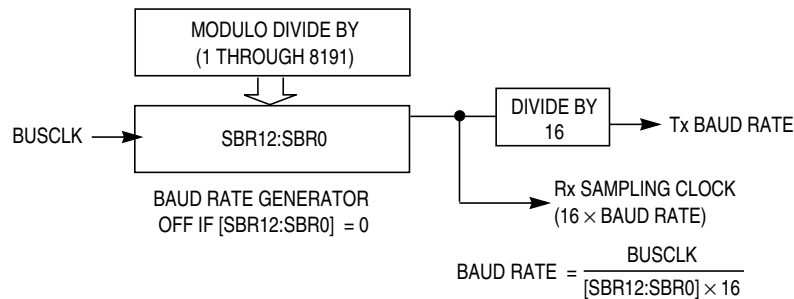 MODULO DIVIDE BY
(1 THROUGH 8191)
BUSCLK
SBR12:SBR0
DIVIDE BY
16
Tx BAUD RATE
BAUD RATE GENERATOR
OFF IF [SBR12:SBR0] = 0
Rx SAMPLING CLOCK
(16 × BAUD RATE)
BAUD RATE =
BUSCLK
[SBR12:SBR0] × 16